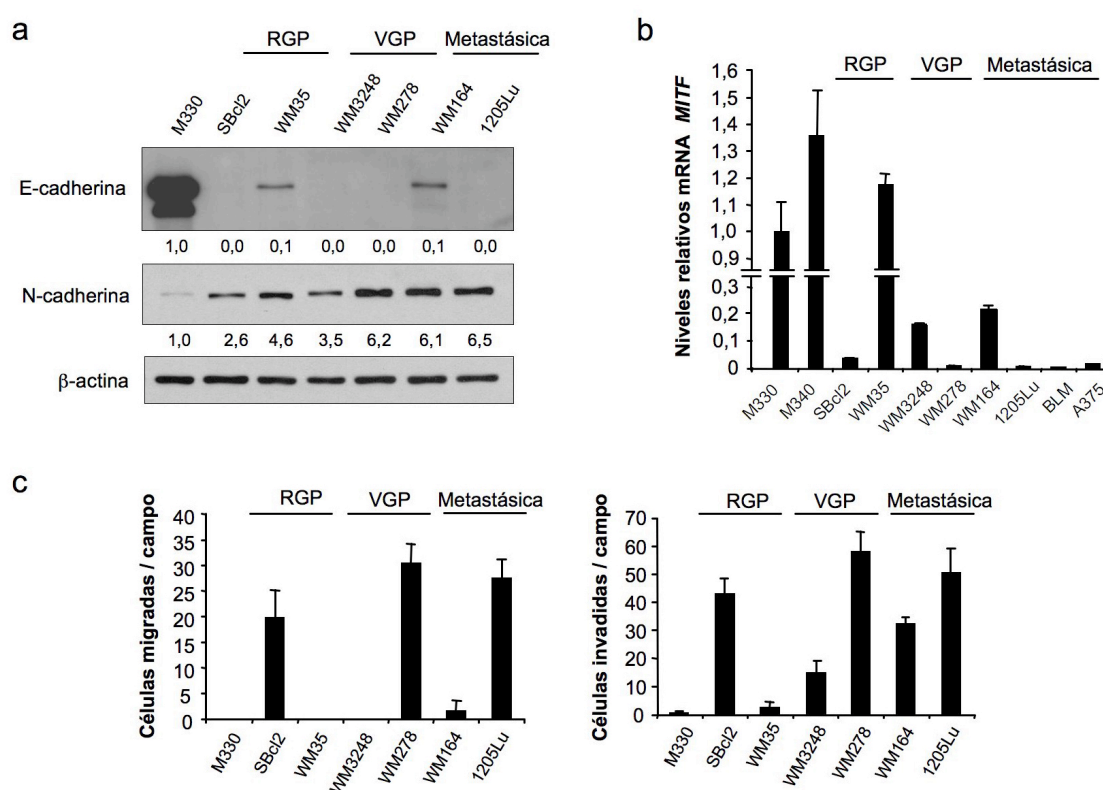 a
RGP VGP Metastásica
M330 SBcl2 WM35 WM3248 WM278 WM164 1205Lu
E-cadherina
1,0 0,0 0,1 0,0 0,0 0,1 0,0
N-cadherina
1,0 2,6 4,6 3,5 6,2 6,1 6,5
β-actina
b
RGP VGP Metastásica
Niveles relativos mRNA MITF
1,6
1,5
1,4
1,3
1,2
1,1
1,0
0,9
0,3
0,2
0,1
0
M330 M340 SBcl2 WM35 WM3248 WM278 WM164 1205Lu BLM A375
c
RGP VGP Metastásica
Células migradas / campo
40
35
30
25
20
15
10
5
0
M330 SBcl2 WM35 WM3248 WM278 WM164 1205Lu
RGP VGP Metastásica
Células invadidas / campo
70
60
50
40
30
20
10
0
M330 SBcl2 WM35 WM3248 WM278 WM164 1205Lu